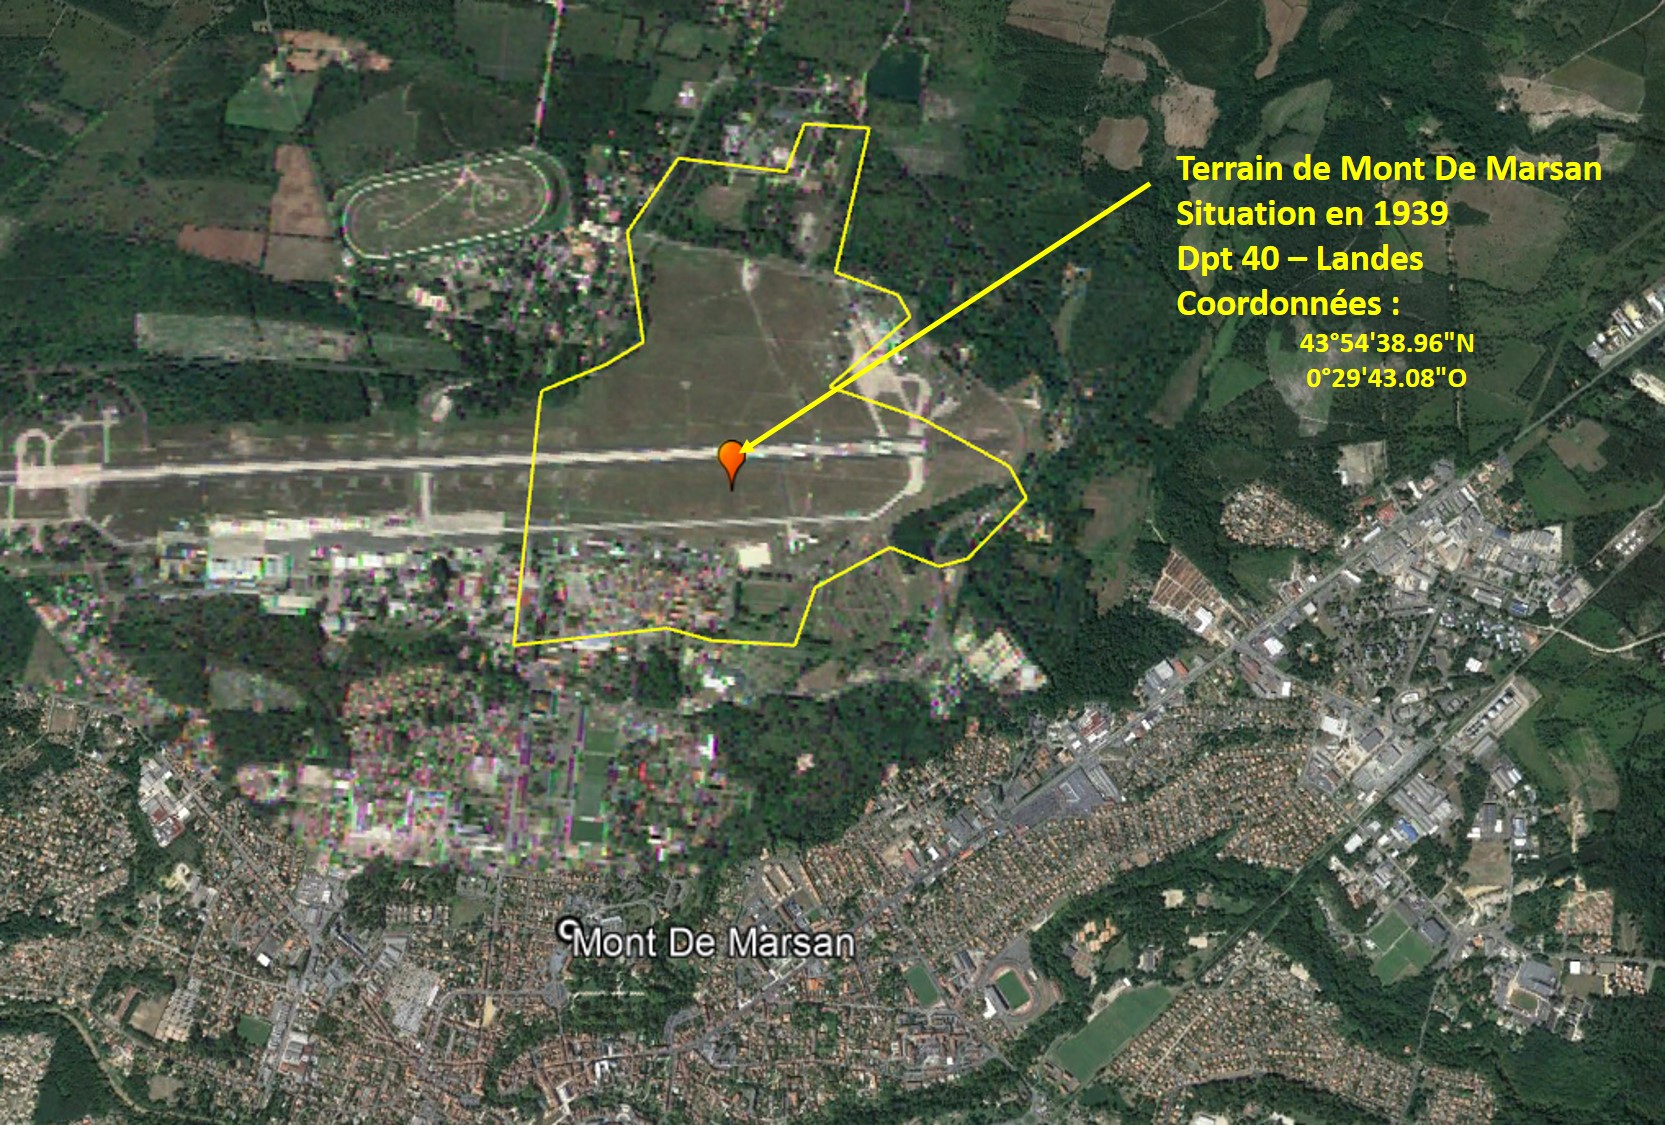 Terrain de Mont De Marsan
Situation en 1939
Dpt 40 – Landes
Coordonnées :
43°54'38.96"N
0°29'43.08"O
Mont De Marsan